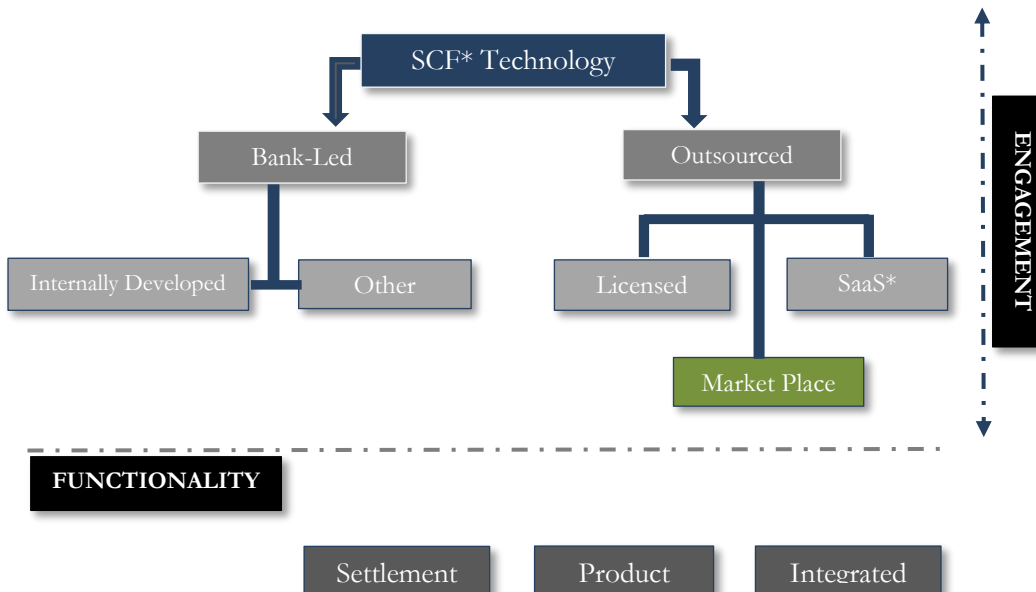 SCF* Technology
Bank-Led
Outsourced
Internally Developed
Other
Licensed
SaaS*
Market Place
ENGAGEMENT
FUNCTIONALITY
Settlement
Product
Integrated